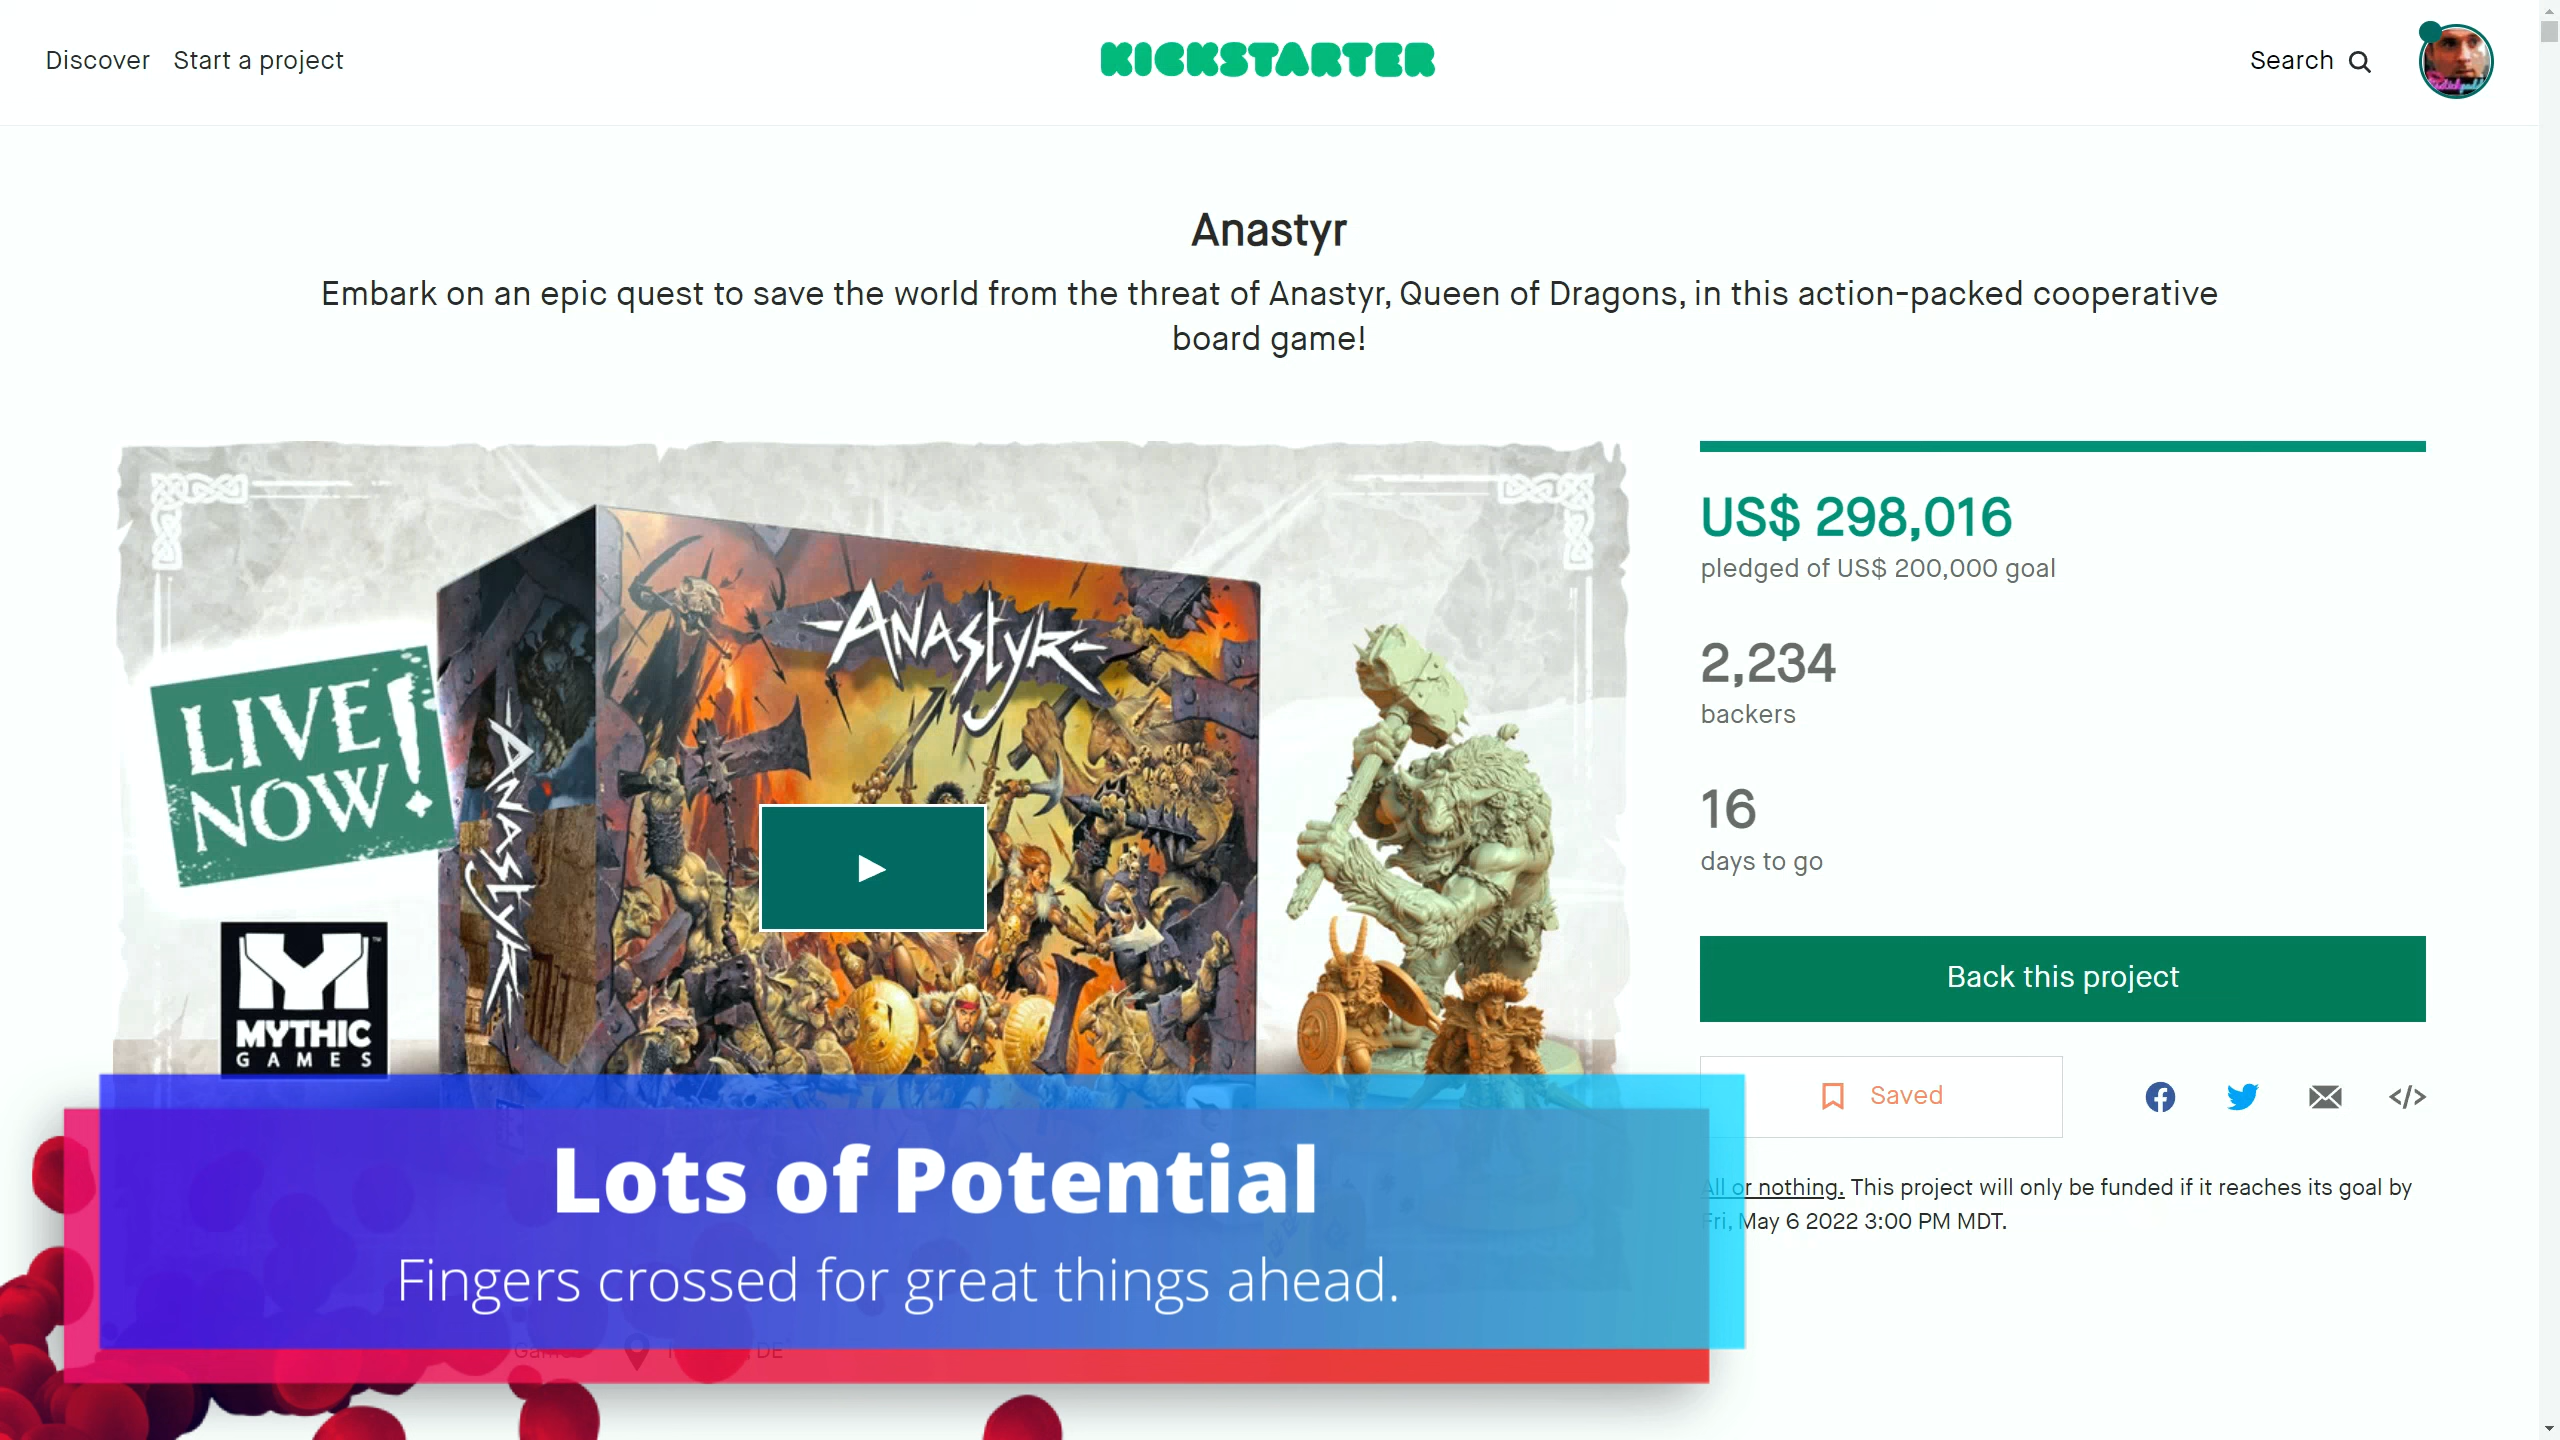 Discover Start a project
KICKSTARTER
Search
Anastyr
Embark on an epic quest to save the world from the threat of Anastyr, Queen of Dragons, in this action-packed cooperative
board game!
LIVE
NOW!
ANASTYR
ANASTYR
MYTHIC
GAMES
™
US$ 298,016
pledged of US$ 200,000 goal
2,234
backers
16
days to go
Back this project
Saved
All or nothing. This project will only be funded if it reaches its goal by
Fri, May 6 2022 3:00 PM MDT.
Lots of Potential
Fingers crossed for great things ahead.
DE